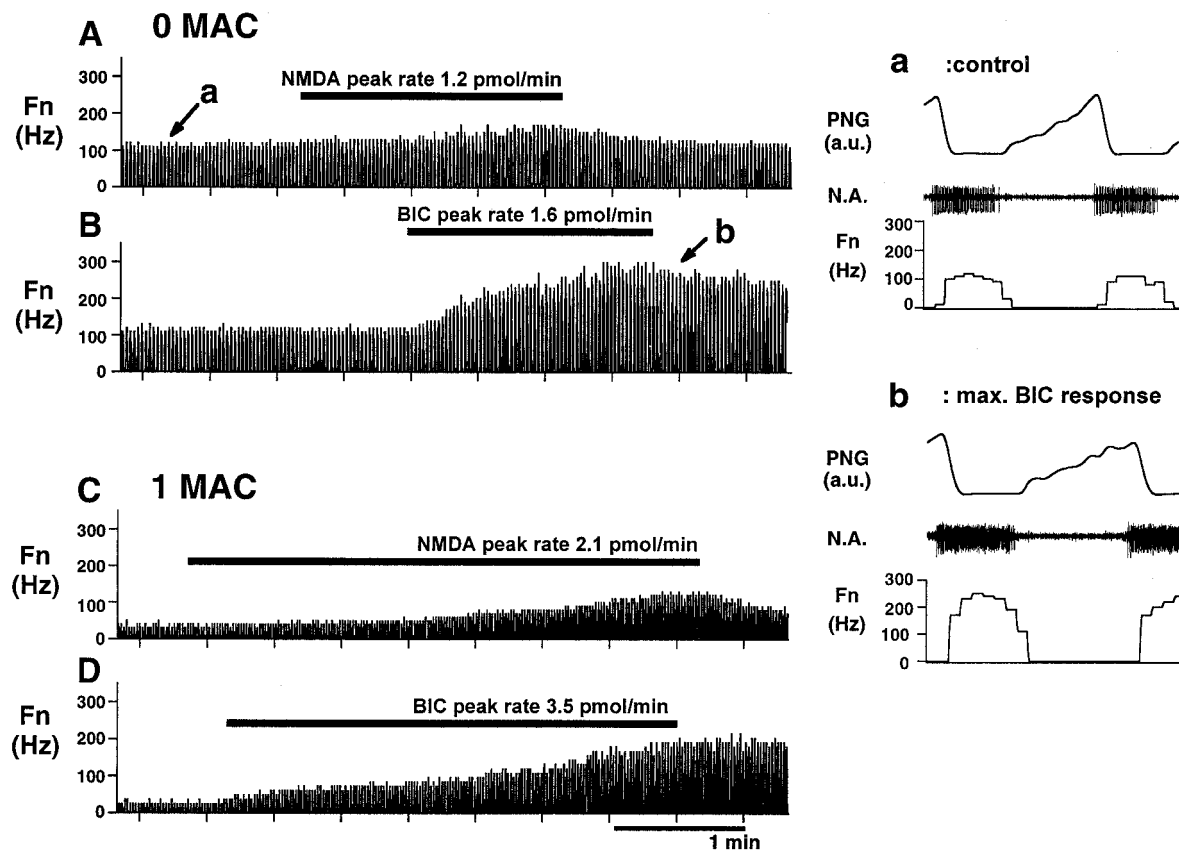 A 0 MAC
Fn
(Hz)
300
200
100
0
a
NMDA peak rate 1.2 pmol/min
B
Fn
(Hz)
300
200
100
0
BIC peak rate 1.6 pmol/min
b
C 1 MAC
Fn
(Hz)
300
200
100
0
NMDA peak rate 2.1 pmol/min
D
Fn
(Hz)
300
200
100
0
BIC peak rate 3.5 pmol/min
1 min
a :control
PNG
(a.u.)
N.A.
Fn
(Hz)
300
200
100
0
b : max. BIC response
PNG
(a.u.)
N.A.
Fn
(Hz)
300
200
100
0